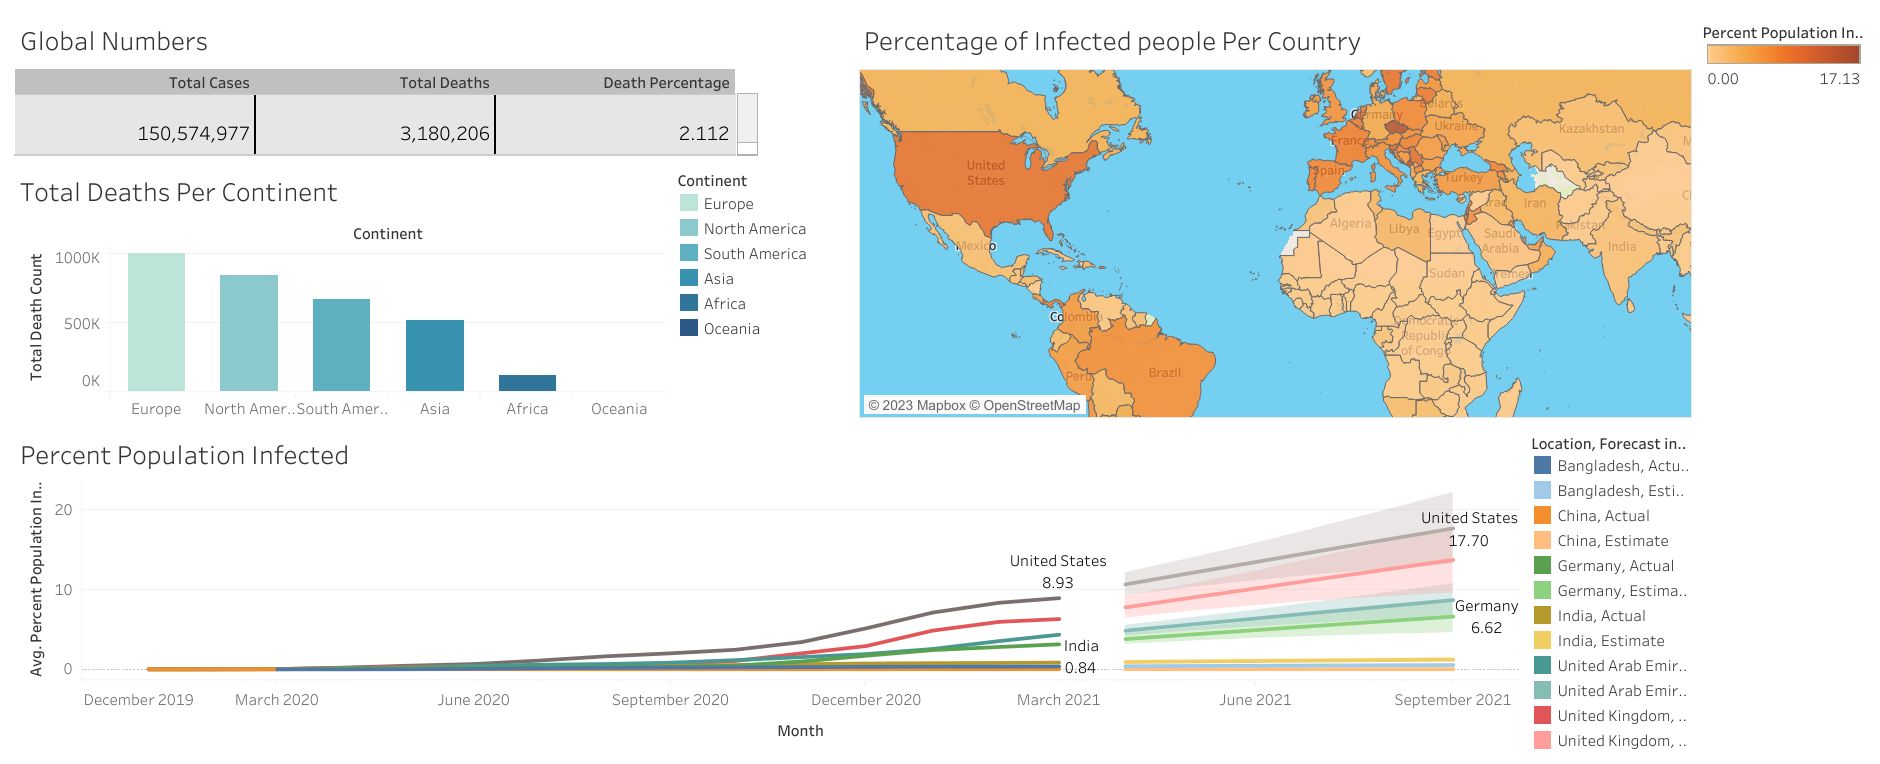 Global Numbers
Total Cases Total Deaths Death Percentage
150,574,977 3,180,206 2.112
Total Deaths Per Continent
Continent
Total Death Count
1000K
500K
0K
Europe North Amer.. South Amer.. Asia Africa Oceania
Continent
Europe
North America
South America
Asia
Africa
Oceania
Percentage of Infected people Per Country
Belarus
Germany
Ukraine
Kazakhstan
France
United
States
Spain
Turkey
Iraq
Iran
Algeria
Libya
Egypt
Pakistan
Mexico
Saudi
Arabia
India
Sudan
Yemen
Colombia
Democratic
Republic
of Congo
Peru
Brazil
© 2023 Mapbox © OpenStreetMap
Percent Population In..
0.00 17.13
Percent Population Infected
Avg. Percent Population In..
20
10
0
United States
8.93
India
0.84
United States
17.70
Germany
6.62
December 2019 March 2020 June 2020 September 2020 December 2020 March 2021 June 2021 September 2021
Month
Location, Forecast in..
Bangladesh, Actu..
Bangladesh, Esti..
China, Actual
China, Estimate
Germany, Actual
Germany, Estima..
India, Actual
India, Estimate
United Arab Emir..
United Arab Emir..
United Kingdom, ..
United Kingdom, ..